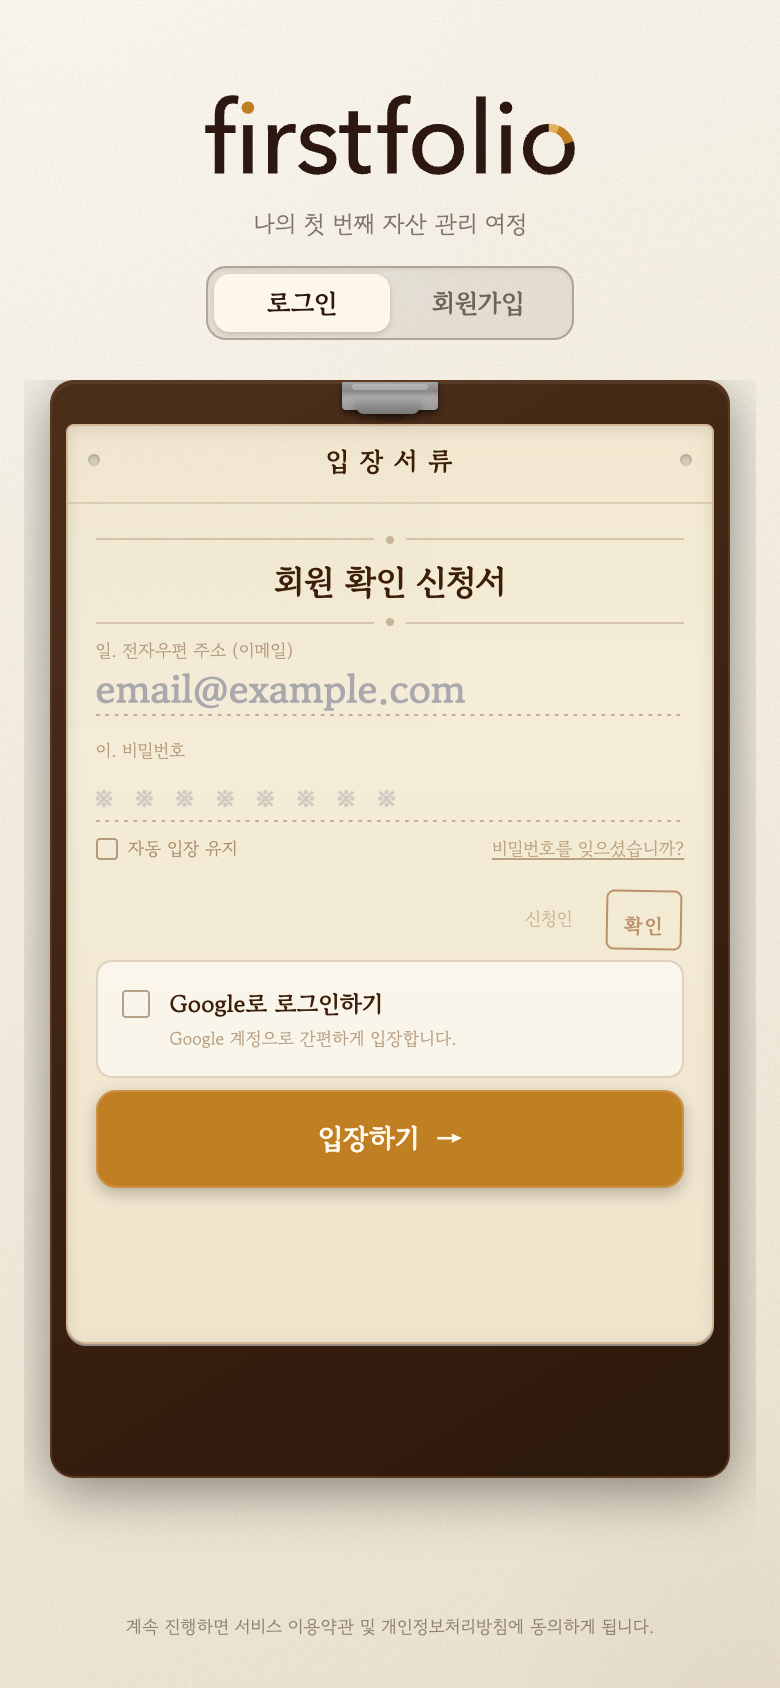 firstfolio
나의 첫 번째 자산 관리 여정
로그인 회원가입
입장서류
회원 확인 신청서
일. 전자우편 주소 (이메일)
email@example.com
이. 비밀번호
※ ※ ※ ※ ※ ※ ※ ※
자동 입장 유지 비밀번호를 잊으셨습니까?
신청인 확인
Google로 로그인하기
Google 계정으로 간편하게 입장합니다.
입장하기 →
계속 진행하면 서비스 이용약관 및 개인정보처리방침에 동의하게 됩니다.